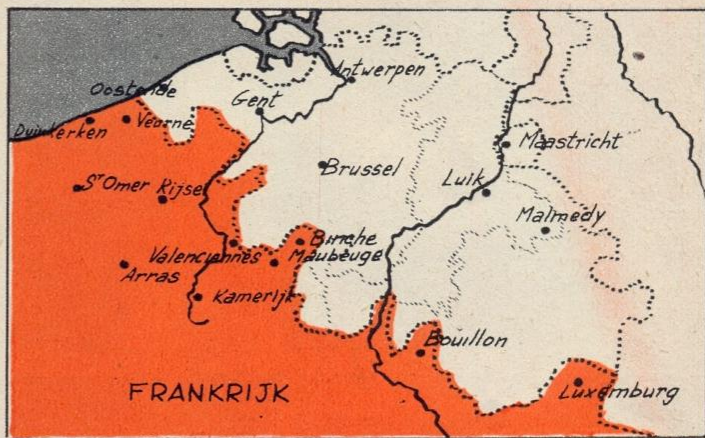 Antwerpen
Oostende
Gent
Duinkerken
Veurne
Maastricht
Brussel
Luik
St Omer
Rijsel
Malmedy
Binche
Valenciennes
Maubeuge
Arras
Kamerijk
Bouillon
FRANKRIJK
Luxemburg